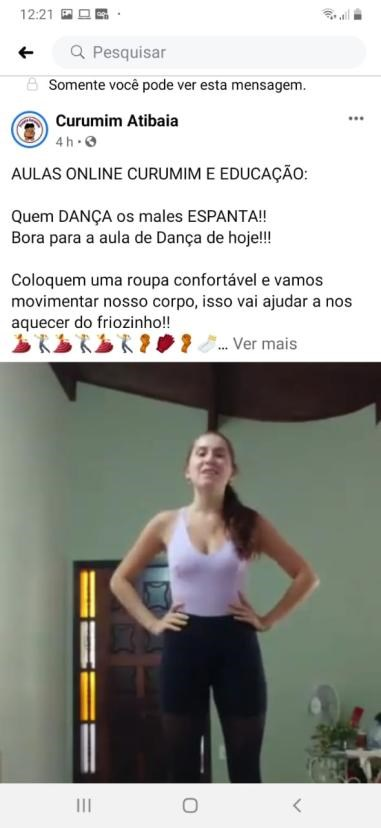 12:21
Pesquisar
Somente você pode ver esta mensagem.
Curumim Atibaia
4 h •
AULAS ONLINE CURUMIM E EDUCAÇÃO:
Quem DANÇA os males ESPANTA!!
Bora para a aula de Dança de hoje!!!
Coloquem uma roupa confortável e vamos
movimentar nosso corpo, isso vai ajudar a nos
aquecer do friozinho!!
💃🕺💃🕺💃🕺🧣🧤🧣🧦... Ver mais